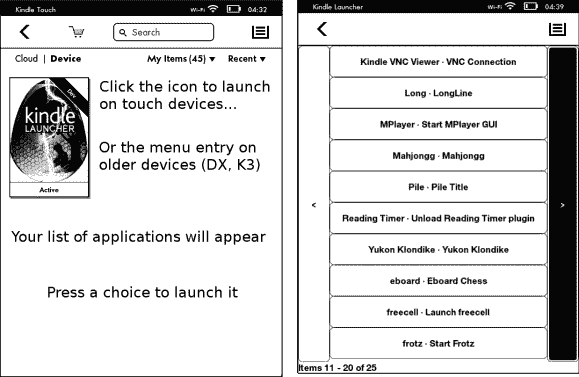 Kindle Touch Wi-Fi 04:32
Search
Cloud | Device My Items (45) ▼ Recent ▼
Dev
kindle
LAUNCHER
Active
Click the icon to launch
on touch devices...
Or the menu entry on
older devices (DX, K3)
Your list of applications will appear
Press a choice to launch it
Kindle Launcher Wi-Fi 04:39
Kindle VNC Viewer · VNC Connection
Long · LongLine
MPlayer · Start MPlayer GUI
Mahjongg · Mahjongg
Pile · Pile Title
< >
Reading Timer · Unload Reading Timer plugin
Yukon Klondike · Yukon Klondike
eboard · Eboard Chess
freecell · Launch freecell
frotz · Start Frotz
Items 11 - 20 of 25